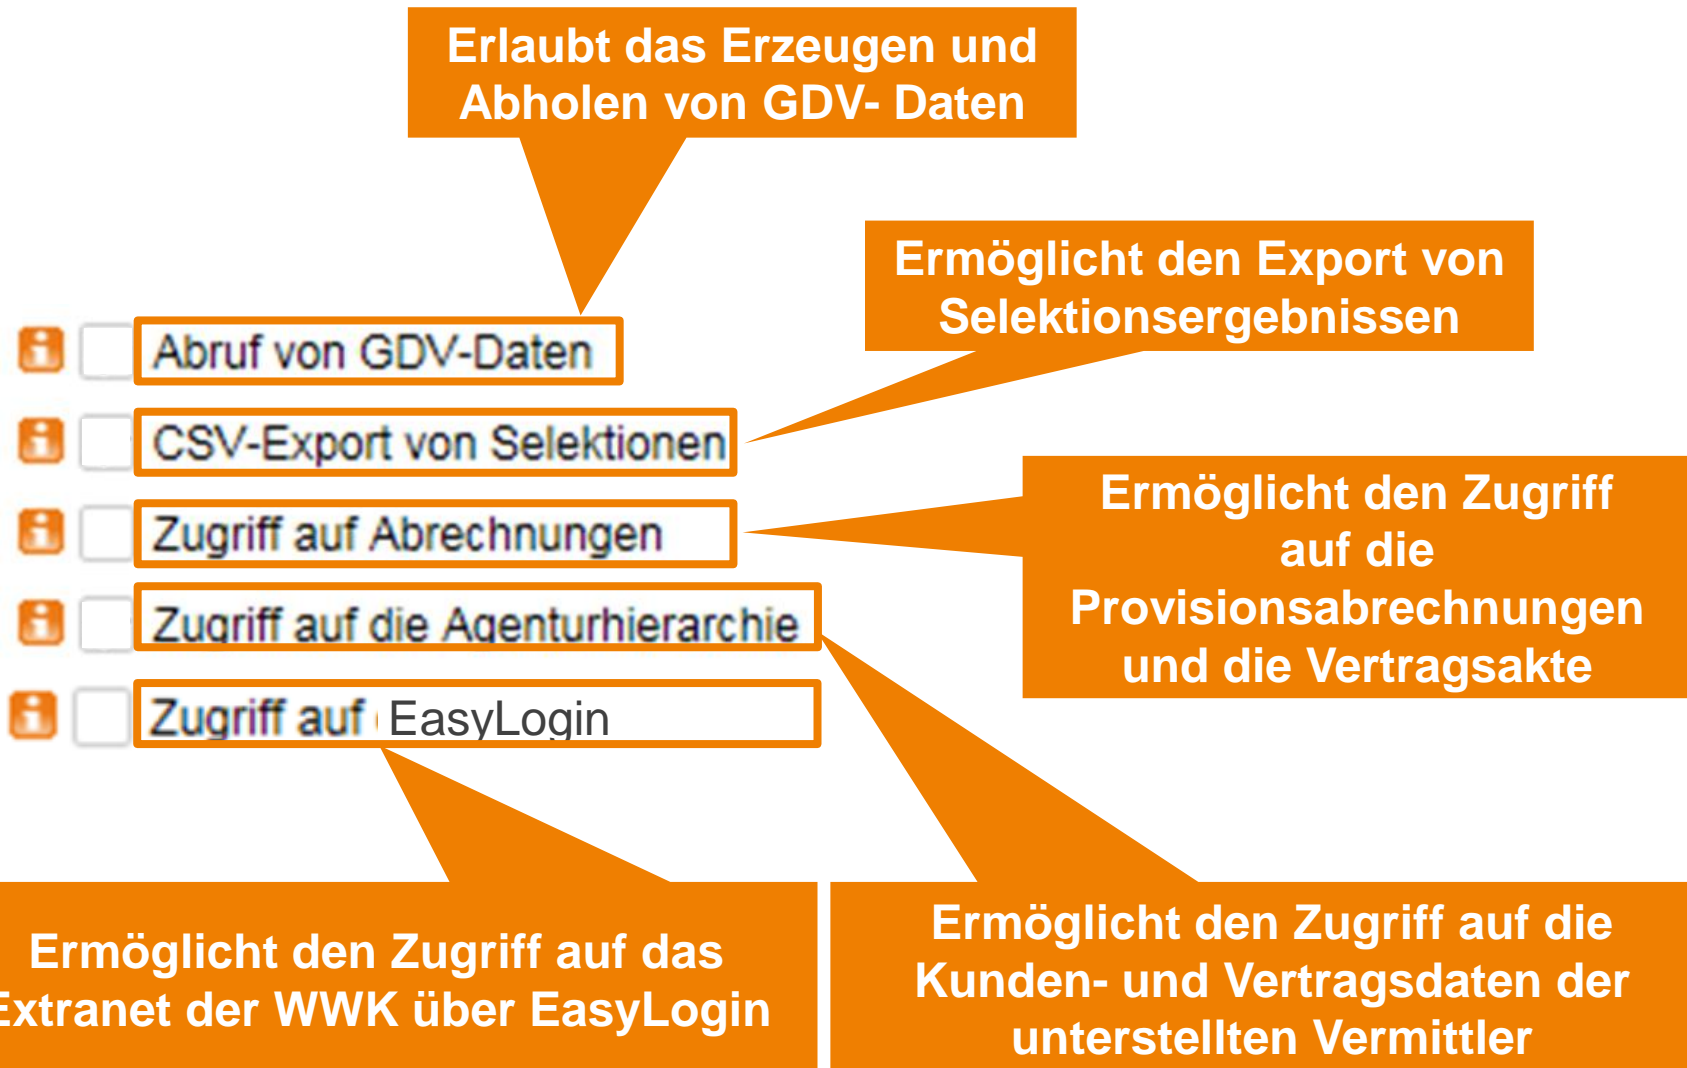 Erlaubt das Erzeugen und
Abholen von GDV- Daten
Ermöglicht den Export von
Selektionsergebnissen
Abruf von GDV-Daten
CSV-Export von Selektionen
Zugriff auf Abrechnungen
Zugriff auf die Agenturhierarchie
Zugriff auf EasyLogin
Ermöglicht den Zugriff
auf die
Provisionsabrechnungen
und die Vertragsakte
Ermöglicht den Zugriff auf das
Extranet der WWK über EasyLogin
Ermöglicht den Zugriff auf die
Kunden- und Vertragsdaten der
unterstellten Vermittler